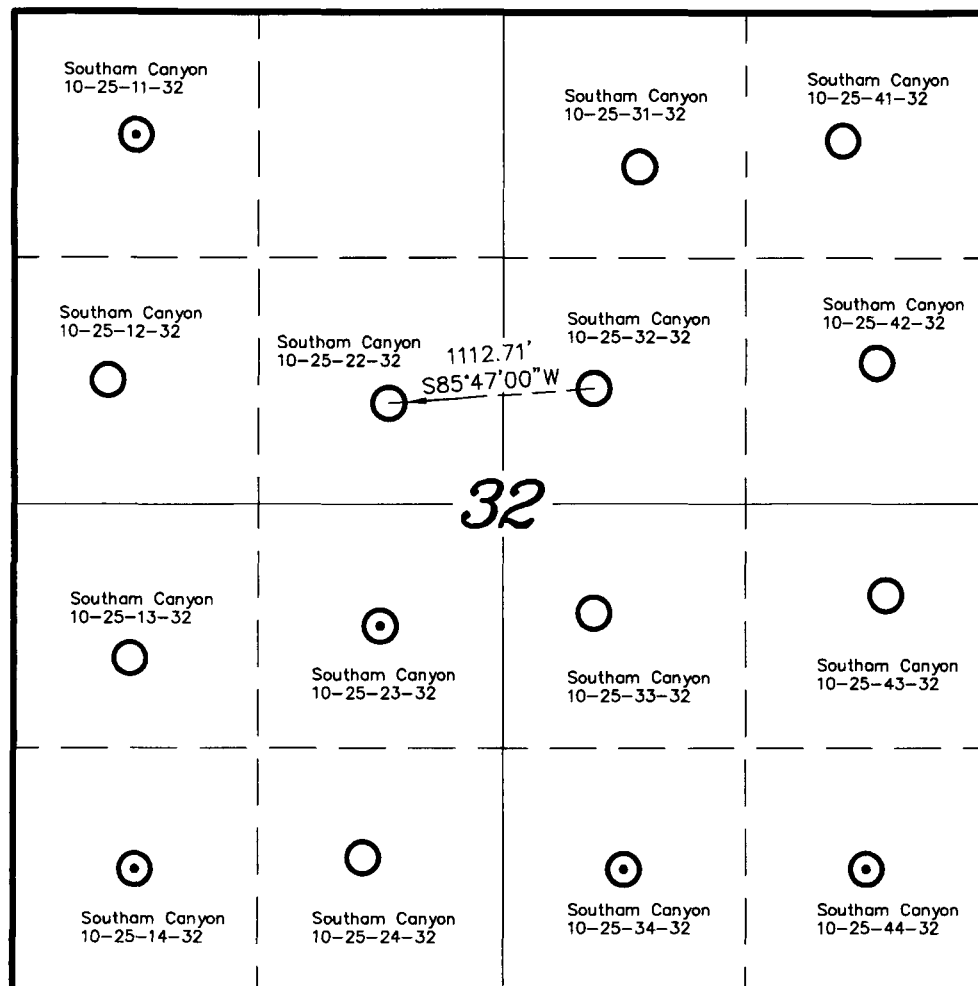 Southam Canyon
10-25-11-32
Southam Canyon
10-25-31-32
Southam Canyon
10-25-41-32
Southam Canyon
10-25-12-32
Southam Canyon
10-25-22-32
1112.71'
S85°47'00"W
Southam Canyon
10-25-32-32
Southam Canyon
10-25-42-32
32
Southam Canyon
10-25-13-32
Southam Canyon
10-25-23-32
Southam Canyon
10-25-33-32
Southam Canyon
10-25-43-32
Southam Canyon
10-25-14-32
Southam Canyon
10-25-24-32
Southam Canyon
10-25-34-32
Southam Canyon
10-25-44-32